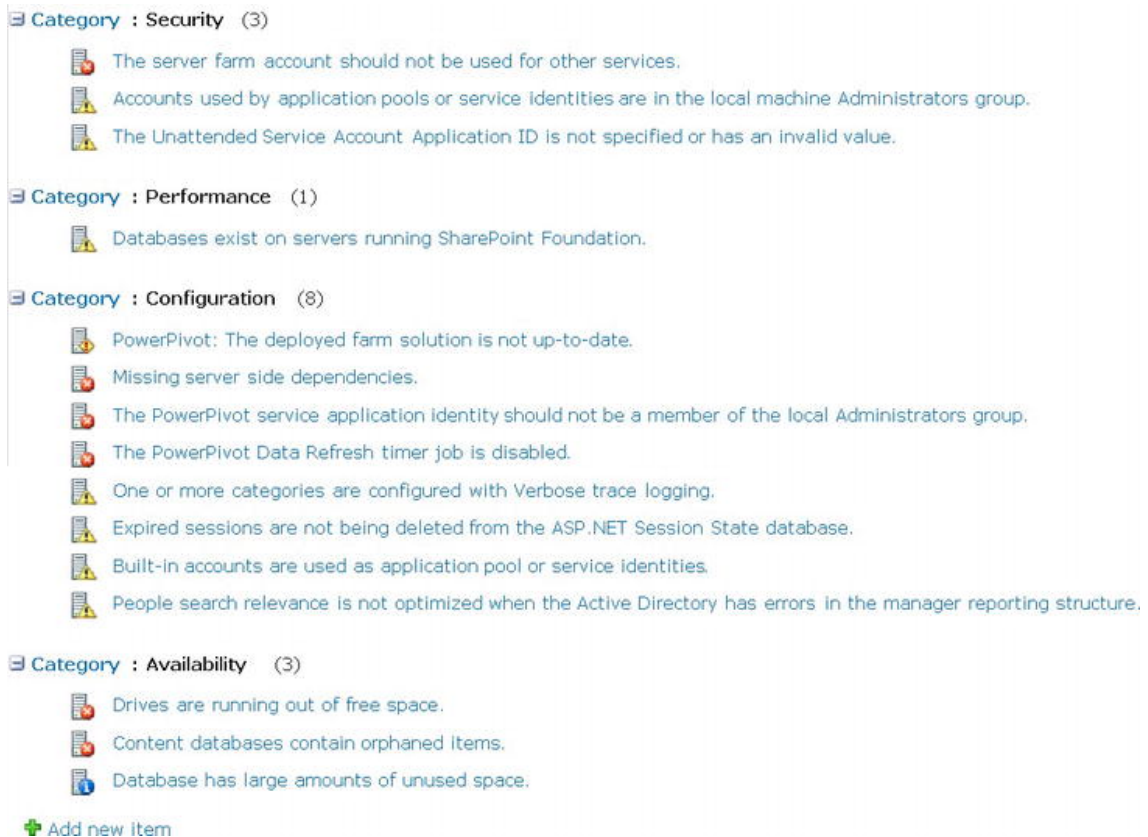 Category : Security (3)
The server farm account should not be used for other services.
Accounts used by application pools or service identities are in the local machine Administrators group.
The Unattended Service Account Application ID is not specified or has an invalid value.
Category : Performance (1)
Databases exist on servers running SharePoint Foundation.
Category : Configuration (8)
PowerPivot: The deployed farm solution is not up-to-date.
Missing server side dependencies.
The PowerPivot service application identity should not be a member of the local Administrators group.
The PowerPivot Data Refresh timer job is disabled.
One or more categories are configured with Verbose trace logging.
Expired sessions are not being deleted from the ASP.NET Session State database.
Built-in accounts are used as application pool or service identities.
People search relevance is not optimized when the Active Directory has errors in the manager reporting structure.
Category : Availability (3)
Drives are running out of free space.
Content databases contain orphaned items.
Database has large amounts of unused space.
Add new item